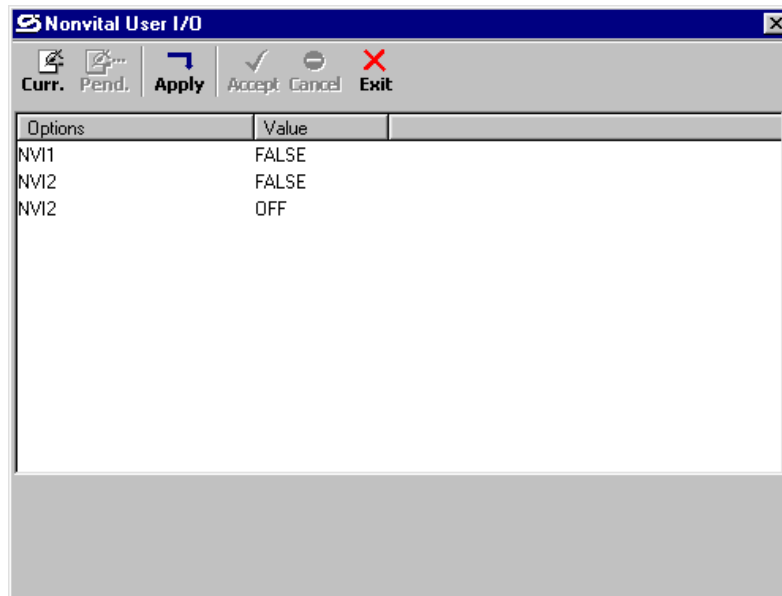 Nonvital User I/O
Curr. Pend. Apply Accept Cancel Exit
Options Value
NVI1 FALSE
NVI2 FALSE
NVI2 OFF